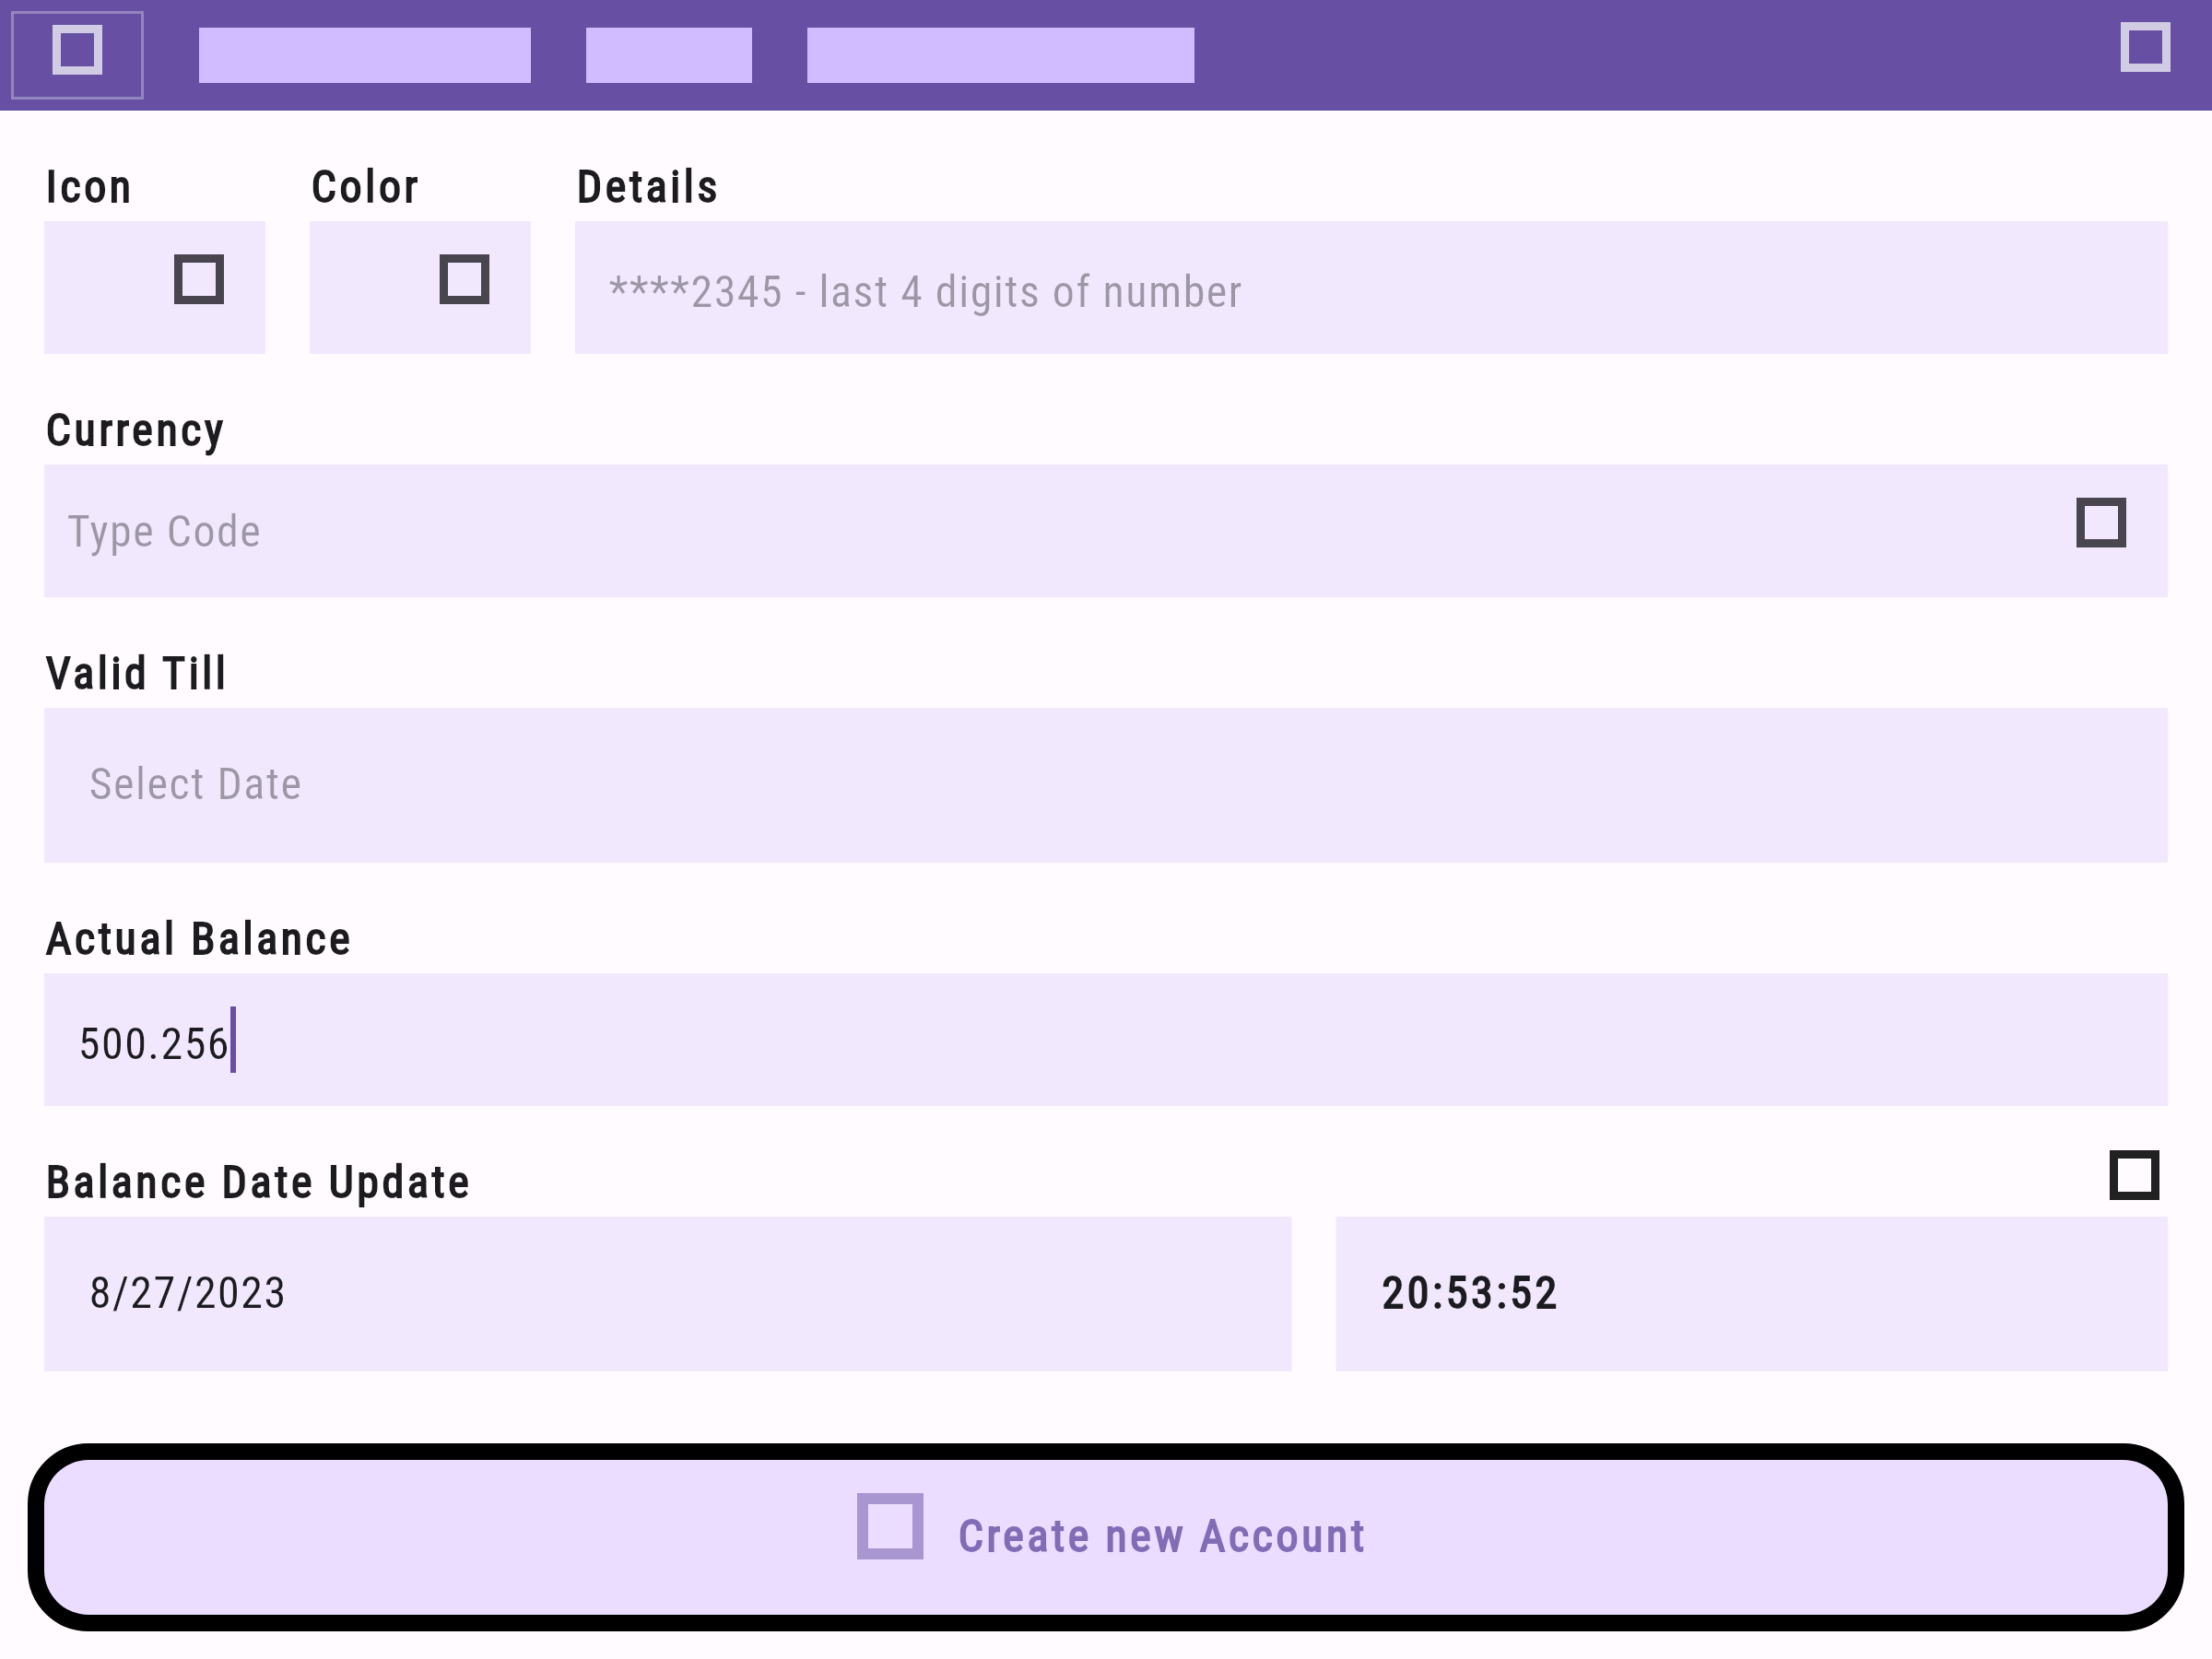 Icon Color Details
****2345 - last 4 digits of number
Currency
Type Code
Valid Till
Select Date
Actual Balance
500.256
Balance Date Update
8/27/2023 20:53:52
Create new Account